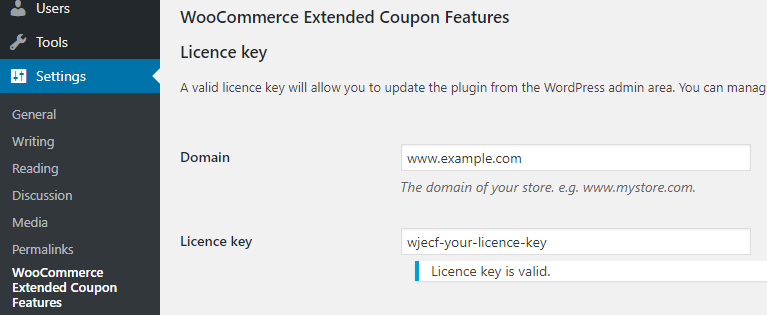 Users
Tools
Settings
General
Writing
Reading
Discussion
Media
Permalinks
WooCommerce
Extended Coupon
Features
WooCommerce Extended Coupon Features
Licence key
A valid licence key will allow you to update the plugin from the WordPress admin area. You can manag
Domain
www.example.com
The domain of your store. e.g. www.mystore.com.
Licence key
wjecf-your-licence-key
Licence key is valid.